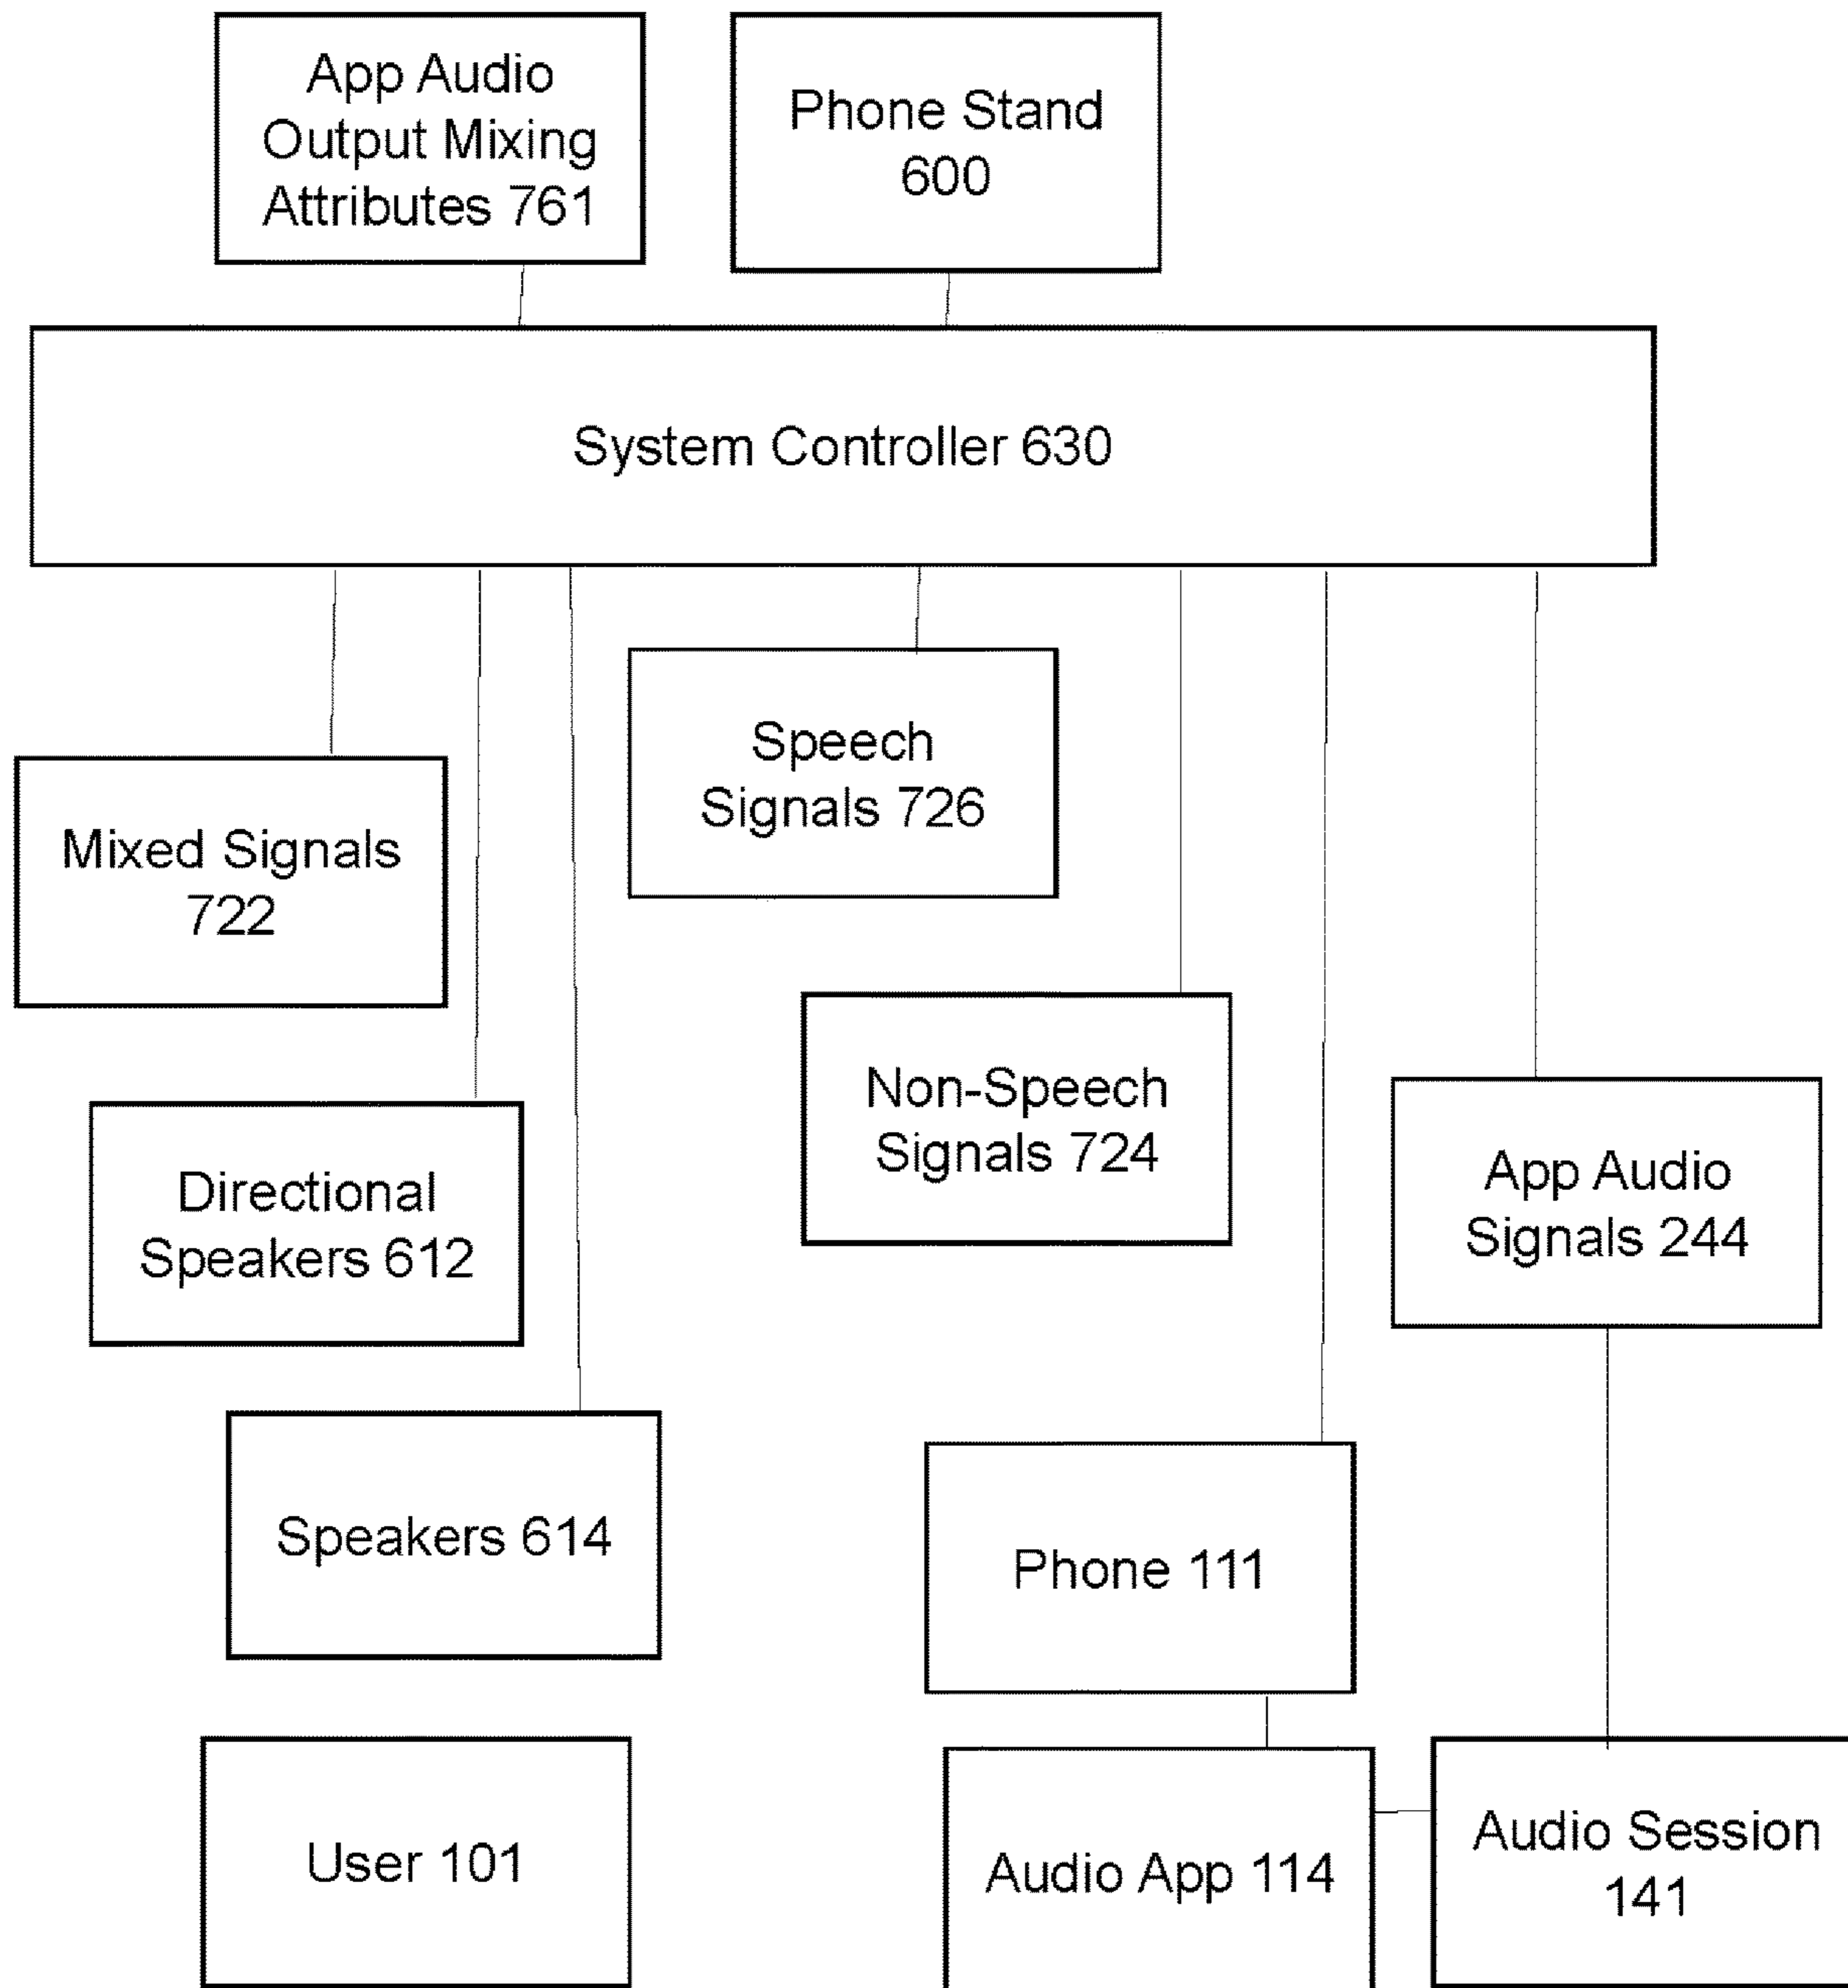 App Audio
Output Mixing
Attributes 761
Phone Stand
600
System Controller 630
Speech
Signals 726
Mixed Signals
722
Non-Speech
Signals 724
Directional
Speakers 612
App Audio
Signals 244
Speakers 614
Phone 111
User 101
Audio App 114
Audio Session
141